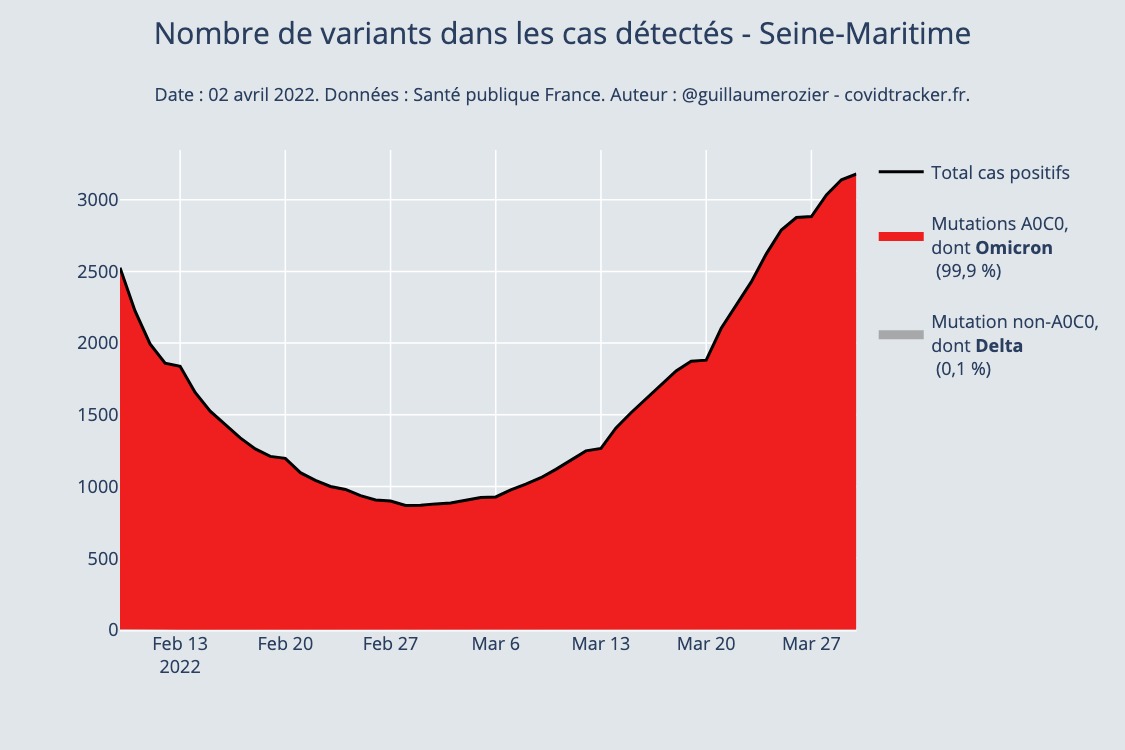 Nombre de variants dans les cas détectés - Seine-Maritime
Date : 02 avril 2022. Données : Santé publique France. Auteur : @guillaumerozier - covidtracker.fr.
Total cas positifs
Mutations A0C0,
dont Omicron
(99,9 %)
Mutation non-A0C0,
dont Delta
(0,1 %)
3000
2500
2000
1500
1000
500
0
Feb 13 Feb 20 Feb 27 Mar 6 Mar 13 Mar 20 Mar 27
2022